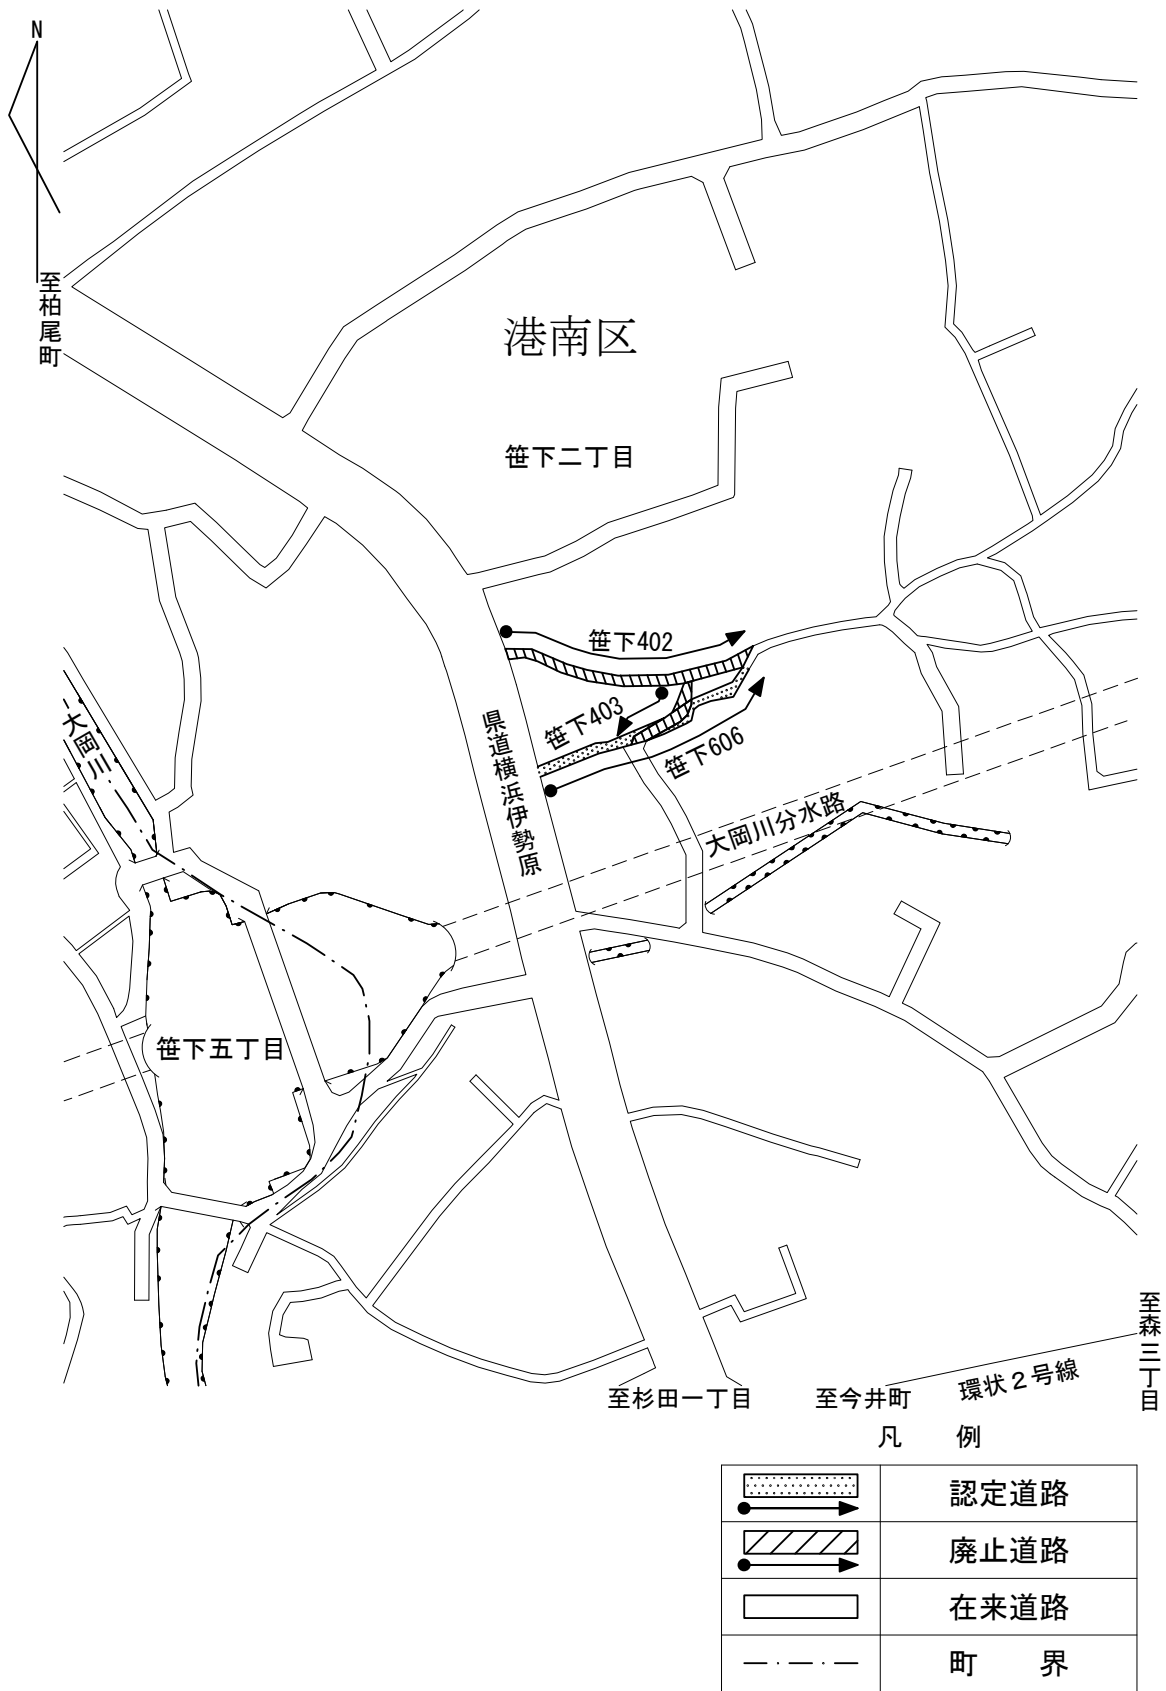 N
至柏尾町
港南区
笹下二丁目
笹下402
笹下403
笹下606
県道横浜伊勢原
大岡川
大岡川分水路
笹下五丁目
至杉田一丁目
至今井町
環状２号線
至森三丁目
凡 例
認定道路
廃止道路
在来道路
町 界